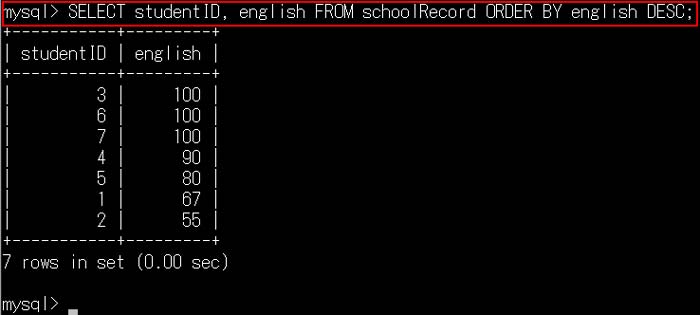 mysql> SELECT studentID, english FROM schoolRecord ORDER BY english DESC;
+-----------+---------+
| studentID | english |
+-----------+---------+
|         3 |     100 |
|         6 |     100 |
|         7 |     100 |
|         4 |      90 |
|         5 |      80 |
|         1 |      67 |
|         2 |      55 |
+-----------+---------+
7 rows in set (0.00 sec)
mysql>